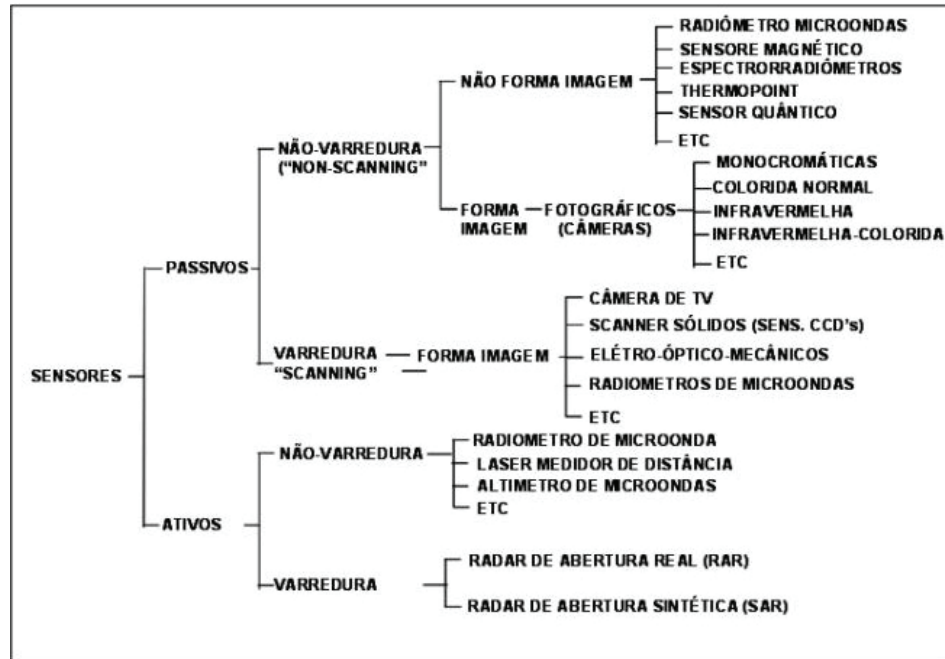 RADIÔMETRO MICROONDAS
SENSORE MAGNÉTICO
ESPECTRORRADIÔMETROS
NÃO FORMA IMAGEM
THERMOPOINT
SENSOR QUÂNTICO
ETC
NÃO-VARREDURA
("NON-SCANNING"
MONOCROMÁTICAS
COLORIDA NORMAL
FORMA
IMAGEM
FOTOGRÁFICOS
(CÂMERAS)
INFRAVERMELHA
INFRAVERMELHA-COLORIDA
ETC
PASSIVOS
CÂMERA DE TV
SCANNER SÓLIDOS (SENS. CCD's)
VARREDURA
"SCANNING"
FORMA IMAGEM
ELÉTRO-ÓPTICO-MECÂNICOS
RADIOMETROS DE MICROONDAS
ETC
SENSORES
RADIOMETRO DE MICROONDA
NÃO-VARREDURA
LASER MEDIDOR DE DISTÂNCIA
ALTIMETRO DE MICROONDAS
ETC
ATIVOS
RADAR DE ABERTURA REAL (RAR)
VARREDURA
RADAR DE ABERTURA SINTÉTICA (SAR)